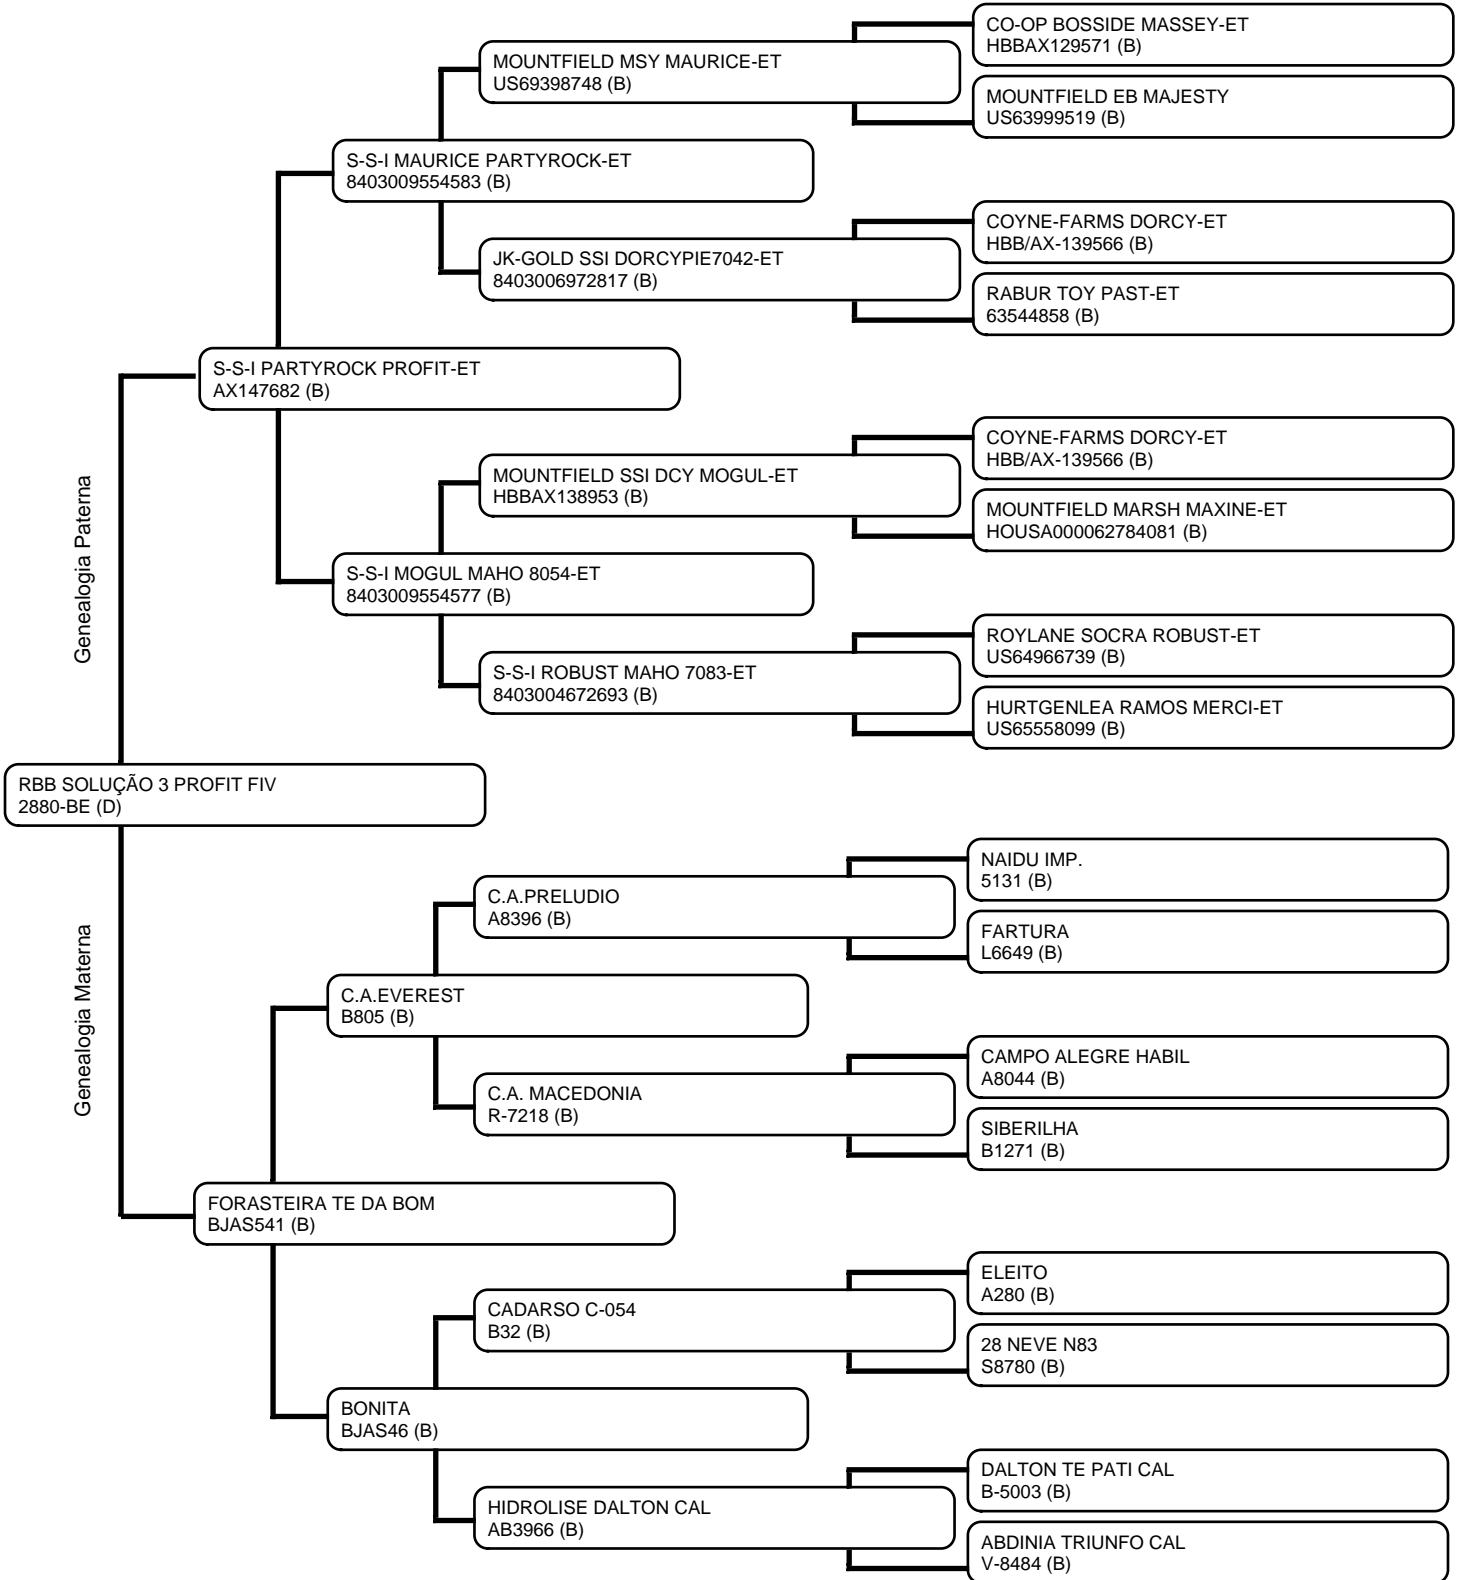 CO-OP BOSSIDE MASSEY-ET
HBBAX129571 (B)
MOUNTFIELD MSY MAURICE-ET
US69398748 (B)
MOUNTFIELD EB MAJESTY
US63999519 (B)
S-S-I MAURICE PARTYROCK-ET
8403009554583 (B)
COYNE-FARMS DORCY-ET
HBB/AX-139566 (B)
JK-GOLD SSI DORCYPIE7042-ET
8403006972817 (B)
RABUR TOY PAST-ET
63544858 (B)
S-S-I PARTYROCK PROFIT-ET
AX147682 (B)
COYNE-FARMS DORCY-ET
HBB/AX-139566 (B)
MOUNTFIELD SSI DCY MOGUL-ET
HBBAX138953 (B)
MOUNTFIELD MARSH MAXINE-ET
HOUSA000062784081 (B)
Genealogia Paterna
S-S-I MOGUL MAHO 8054-ET
8403009554577 (B)
ROYLANE SOCRA ROBUST-ET
US64966739 (B)
S-S-I ROBUST MAHO 7083-ET
8403004672693 (B)
HURTGENLEA RAMOS MERCI-ET
US65558099 (B)
RBB SOLUÇÃO 3 PROFIT FIV
2880-BE (D)
NAIDU IMP.
5131 (B)
C.A.PRELUDIO
A8396 (B)
FARTURA
L6649 (B)
C.A.EVEREST
B805 (B)
Genealogia Materna
CAMPO ALEGRE HABIL
A8044 (B)
C.A. MACEDONIA
R-7218 (B)
SIBERILHA
B1271 (B)
FORASTEIRA TE DA BOM
BJAS541 (B)
ELEITO
A280 (B)
CADARSO C-054
B32 (B)
28 NEVE N83
S8780 (B)
BONITA
BJAS46 (B)
DALTON TE PATI CAL
B-5003 (B)
HIDROLISE DALTON CAL
AB3966 (B)
ABDINIA TRIUNFO CAL
V-8484 (B)